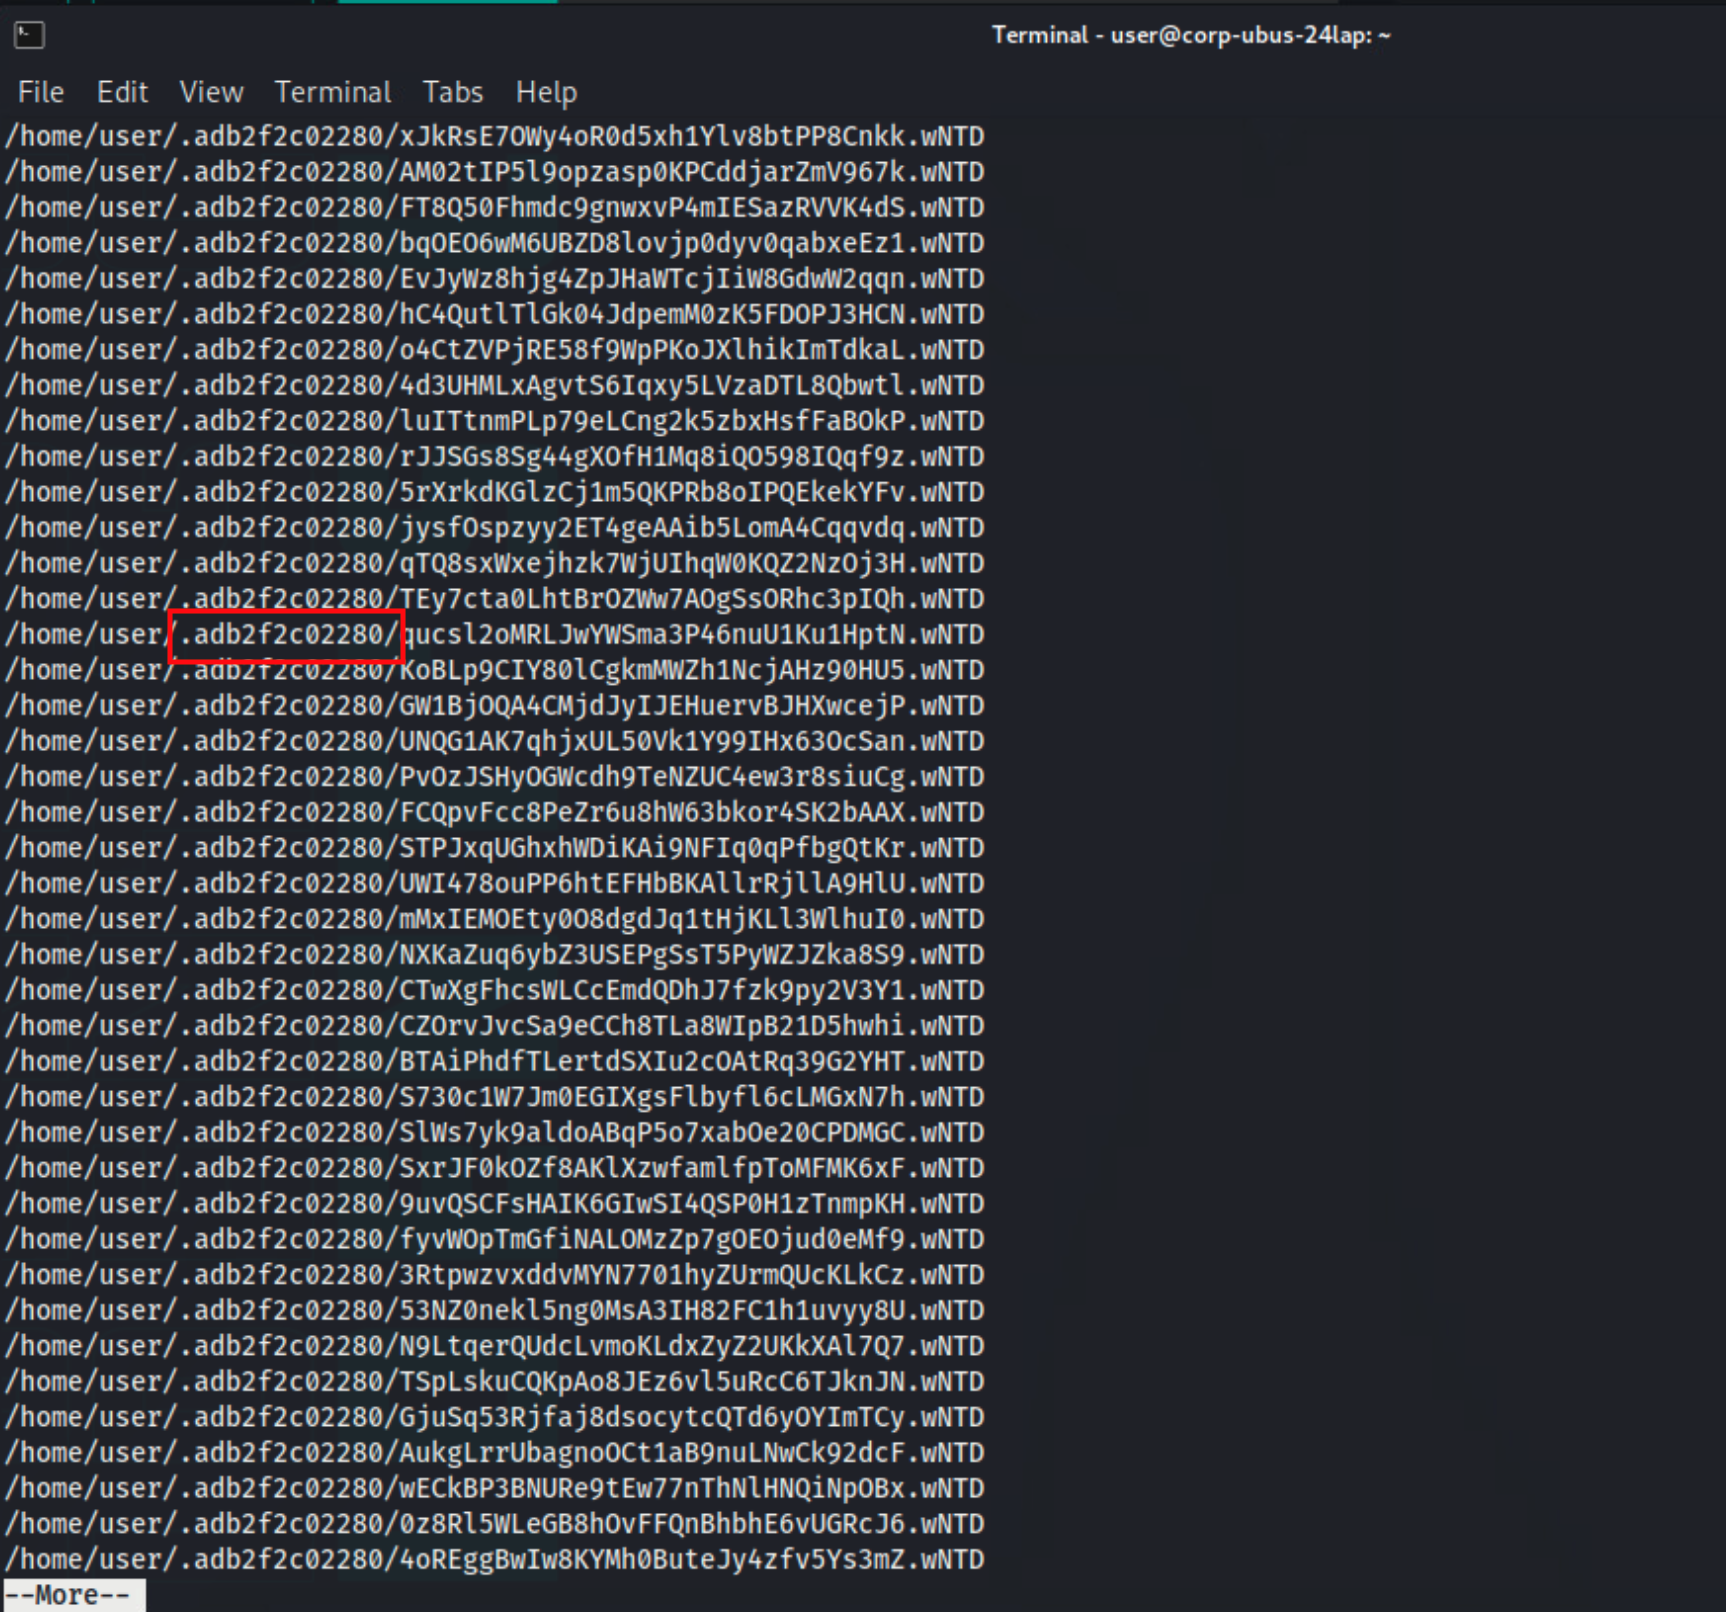 Terminal - user@corp-ubus-24lap: ~
File Edit View Terminal Tabs Help
/home/user/.adb2f2c02280/xJkRsE7OWy4oR0d5xh1Ylv8btPP8Cnkk.wNTD
/home/user/.adb2f2c02280/AM02tIP5l9opzasp0KPCddjarZmV967k.wNTD
/home/user/.adb2f2c02280/FT8Q50Fhmdc9gnwxvP4mIESazRVVK4dS.wNTD
/home/user/.adb2f2c02280/bqOEO6wM6UBZD8lovjp0dyv0qabxeEz1.wNTD
/home/user/.adb2f2c02280/EvJyWz8hjg4ZpJHaWTcjIiW8GdwW2qqn.wNTD
/home/user/.adb2f2c02280/hC4QutlTlGk04JdpemM0zK5FDOPJ3HCN.wNTD
/home/user/.adb2f2c02280/o4CtZVPjRE58f9WpPKoJXlhikImTdkaL.wNTD
/home/user/.adb2f2c02280/4d3UHMLxAgvtS6Iqxy5LVzaDTL8Qbwtl.wNTD
/home/user/.adb2f2c02280/luITtnmPLp79eLCng2k5zbxHsfFaBOkP.wNTD
/home/user/.adb2f2c02280/rJJSGs8Sg44gXOfH1Mq8iQO598IQqf9z.wNTD
/home/user/.adb2f2c02280/5rXrkdKGlzCj1m5QKPRb8oIPQEkekYFv.wNTD
/home/user/.adb2f2c02280/jysfOspzyy2ET4geAAib5LomA4Cqqvdq.wNTD
/home/user/.adb2f2c02280/qTQ8sxWxejhzk7WjUIhqW0KQZ2NzOj3H.wNTD
/home/user/.adb2f2c02280/TEy7cta0LhtBrOZWw7AOgSsORhc3pIQh.wNTD
/home/user/.adb2f2c02280/qucsl2oMRLJwYWSma3P46nuU1Ku1HptN.wNTD
/home/user/.adb2f2c02280/KoBLp9CIY80lCgkmMWZh1NcjAHz90HU5.wNTD
/home/user/.adb2f2c02280/GW1BjOQA4CMjdJyIJEHuervBJHXwcejP.wNTD
/home/user/.adb2f2c02280/UNQG1AK7qhjxUL50Vk1Y99IHx63OcSan.wNTD
/home/user/.adb2f2c02280/PvOzJSHyOGWcdh9TeNZUC4ew3r8siuCg.wNTD
/home/user/.adb2f2c02280/FCQpvFcc8PeZr6u8hW63bkor4SK2bAAX.wNTD
/home/user/.adb2f2c02280/STPJxqUGhxhWDiKAi9NFIq0qPfbgQtKr.wNTD
/home/user/.adb2f2c02280/UWI478ouPP6htEFHbBKAllrRjllA9HlU.wNTD
/home/user/.adb2f2c02280/mMxIEMOEty0O8dgdJq1tHjKLl3WlhuI0.wNTD
/home/user/.adb2f2c02280/NXKaZuq6ybZ3USEPgSsT5PyWZJZka8S9.wNTD
/home/user/.adb2f2c02280/CTwXgFhcsWLCcEmdQDhJ7fzk9py2V3Y1.wNTD
/home/user/.adb2f2c02280/CZOrvJvcSa9eCCh8TLa8WIpB21D5hwhi.wNTD
/home/user/.adb2f2c02280/BTAiPhdfTLertdSXIu2cOAtRq39G2YHT.wNTD
/home/user/.adb2f2c02280/S730c1W7Jm0EGIXgsFlbyfl6cLMGxN7h.wNTD
/home/user/.adb2f2c02280/SlWs7yk9aldoABqP5o7xabOe20CPDMGC.wNTD
/home/user/.adb2f2c02280/SxrJF0kOZf8AKlXzwfamlfpToMFMK6xF.wNTD
/home/user/.adb2f2c02280/9uvQSCFsHAIK6GIwSI4QSP0H1zTnmpKH.wNTD
/home/user/.adb2f2c02280/fyvWOpTmGfiNALOMzZp7gOEOjud0eMf9.wNTD
/home/user/.adb2f2c02280/3RtpwzvxddvMYN7701hyZUrmQUcKLkCz.wNTD
/home/user/.adb2f2c02280/53NZ0nekl5ng0MsA3IH82FC1h1uvyy8U.wNTD
/home/user/.adb2f2c02280/N9LtqerQUdcLvmoKLdxZyZ2UKkXAl7Q7.wNTD
/home/user/.adb2f2c02280/TSpLskuCQKpAo8JEz6vl5uRcC6TJknJN.wNTD
/home/user/.adb2f2c02280/GjuSq53Rjfaj8dsocytcQTd6yOYImTCy.wNTD
/home/user/.adb2f2c02280/AukgLrrUbagnoOCt1aB9nuLNwCk92dcF.wNTD
/home/user/.adb2f2c02280/wECkBP3BNURe9tEw77nThNlHNQiNpOBx.wNTD
/home/user/.adb2f2c02280/0z8Rl5WLeGB8hOvFFQnBhbhE6vUGRcJ6.wNTD
/home/user/.adb2f2c02280/4oREggBwIw8KYMh0ButeJy4zfv5Ys3mZ.wNTD
--More--